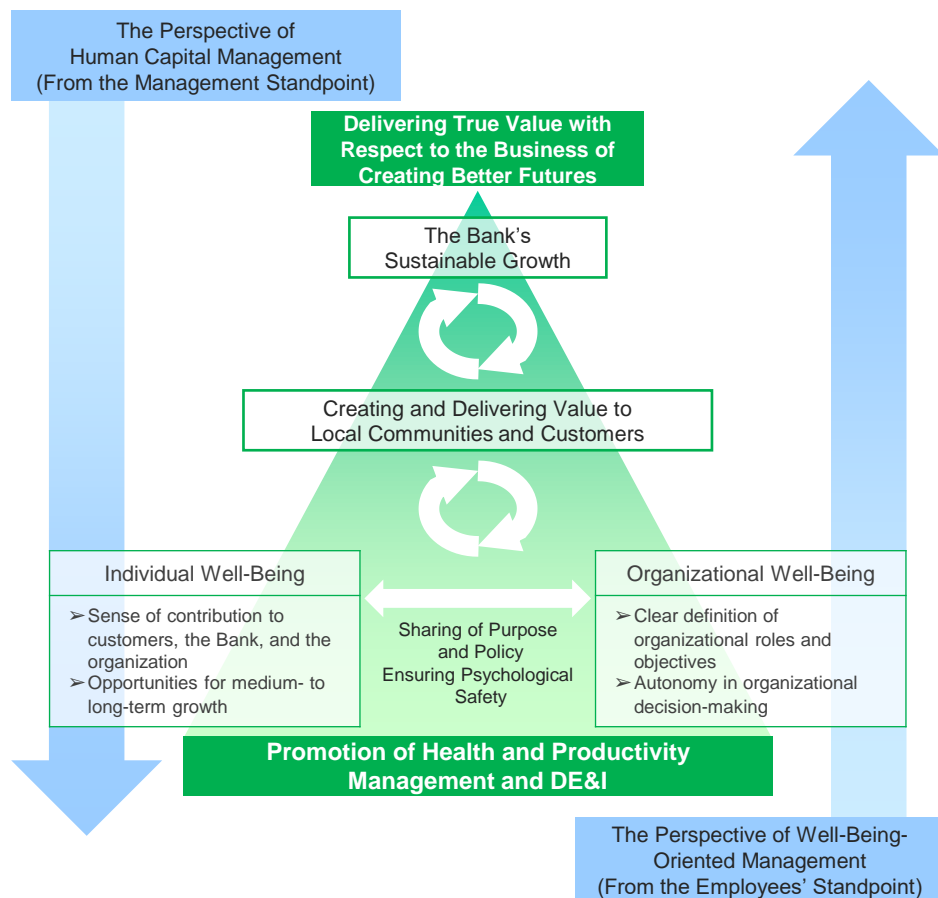 The Perspective of
Human Capital Management
(From the Management Standpoint)
Delivering True Value with
Respect to the Business of
Creating Better Futures
The Bank’s
Sustainable Growth
Creating and Delivering Value to
Local Communities and Customers
Individual Well-Being
➢Sense of contribution to
customers, the Bank, and the
organization
➢Opportunities for medium- to
long-term growth
Sharing of Purpose
and Policy
Ensuring Psychological
Safety
Organizational Well-Being
➢Clear definition of
organizational roles and
objectives
➢Autonomy in organizational
decision-making
Promotion of Health and Productivity
Management and DE&I
The Perspective of Well-Being-
Oriented Management
(From the Employees’ Standpoint)